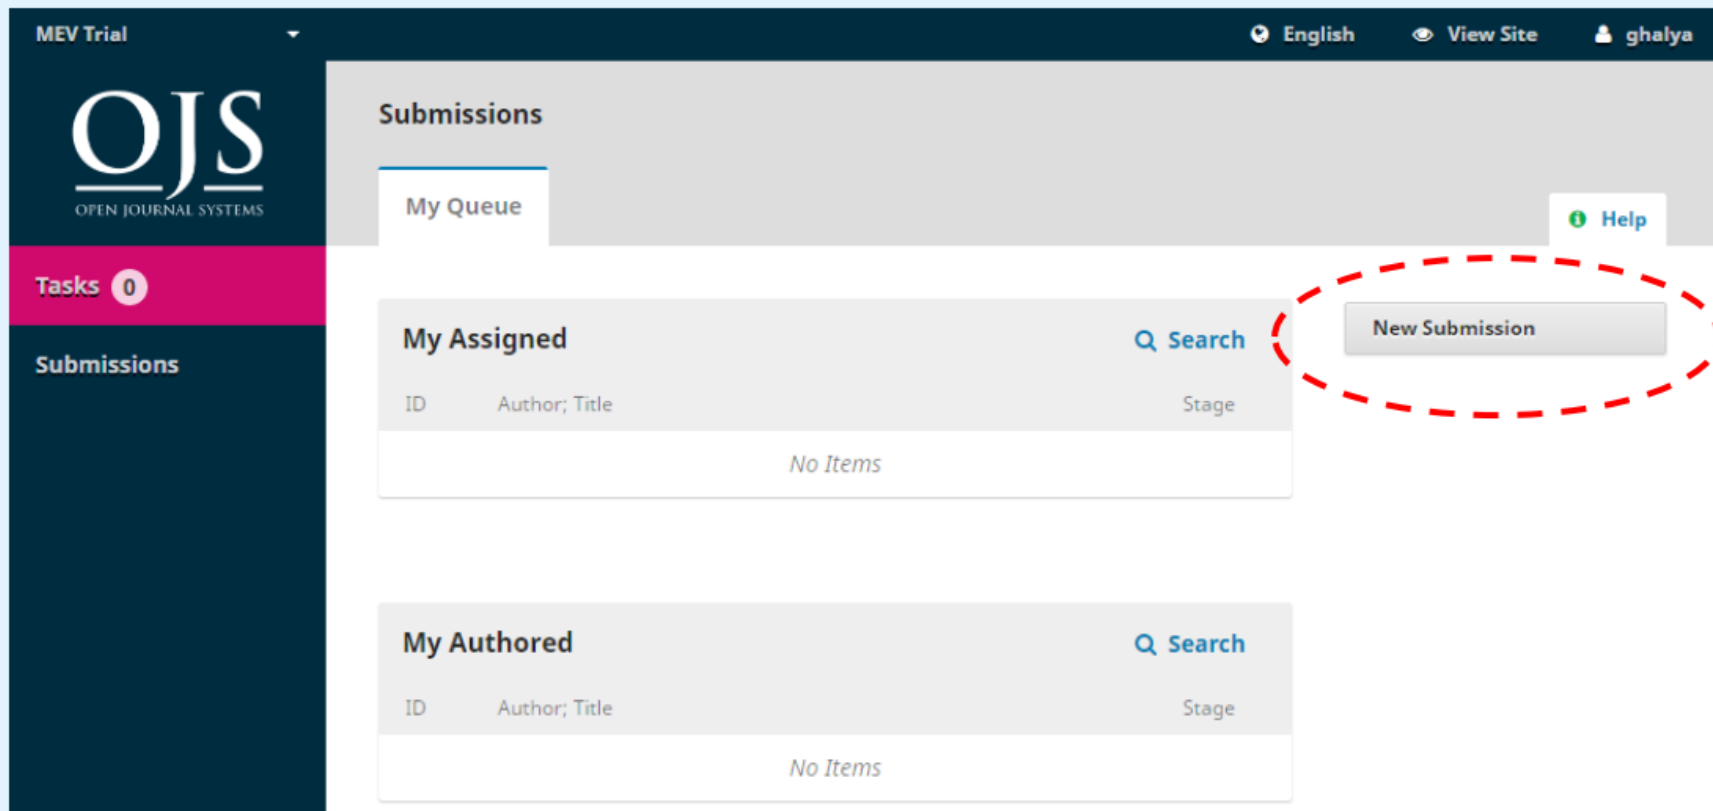 MEV Trial
English View Site ghalya
OJS
OPEN JOURNAL SYSTEMS
Tasks 0
Submissions
Submissions
My Queue
Help
My Assigned Search
ID Author; Title Stage
No Items
New Submission
My Authored Search
ID Author; Title Stage
No Items